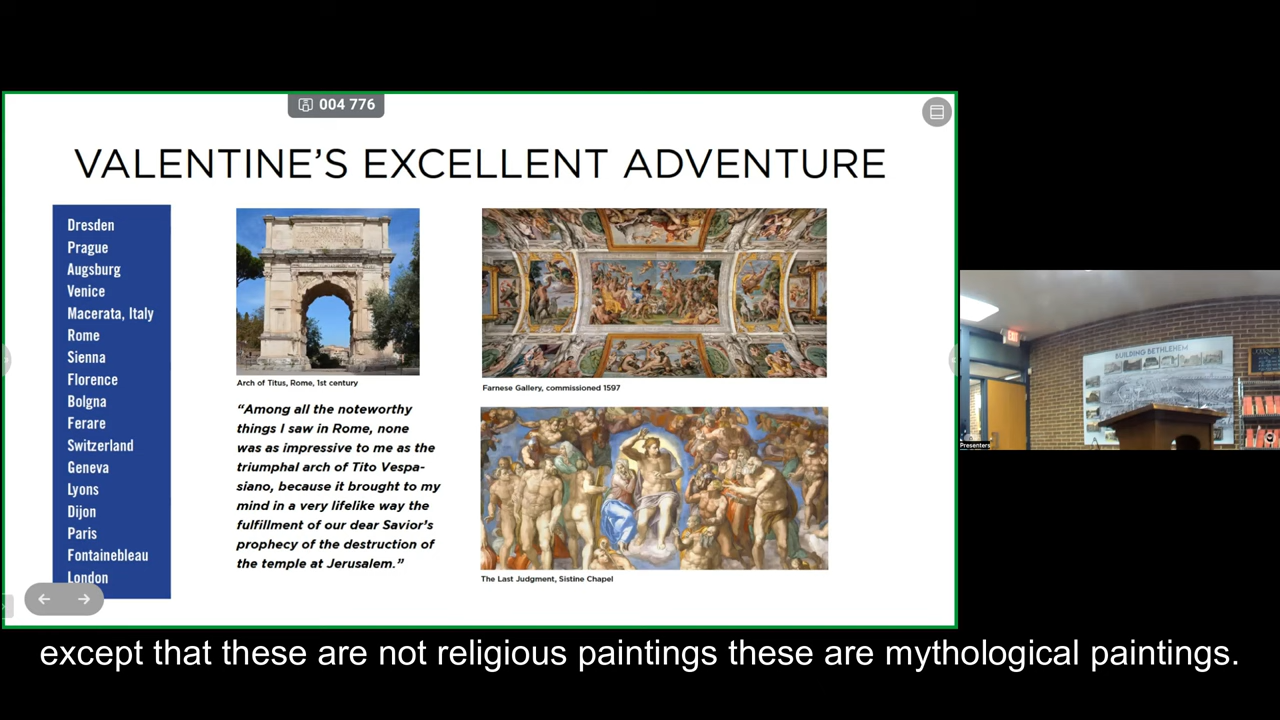 004 776
VALENTINE'S EXCELLENT ADVENTURE
Dresden
Prague
Augsburg
Venice
Macerata, Italy
Rome
Sienna
Florence
Bolgna
Ferare
Switzerland
Geneva
Lyons
Dijon
Paris
Fontainebleau
London
Arch of Titus, Rome, 1st century
“Among all the noteworthy
things I saw in Rome, none
was as impressive to me as the
triumphal arch of Tito Vespa-
siano, because it brought to my
mind in a very lifelike way the
fulfillment of our dear Savior’s
prophecy of the destruction of
the temple at Jerusalem.”
Farnese Gallery, commissioned 1597
The Last Judgment, Sistine Chapel
EXIT
BUILDING BETHLEHEM
Presenters
except that these are not religious paintings these are mythological paintings.